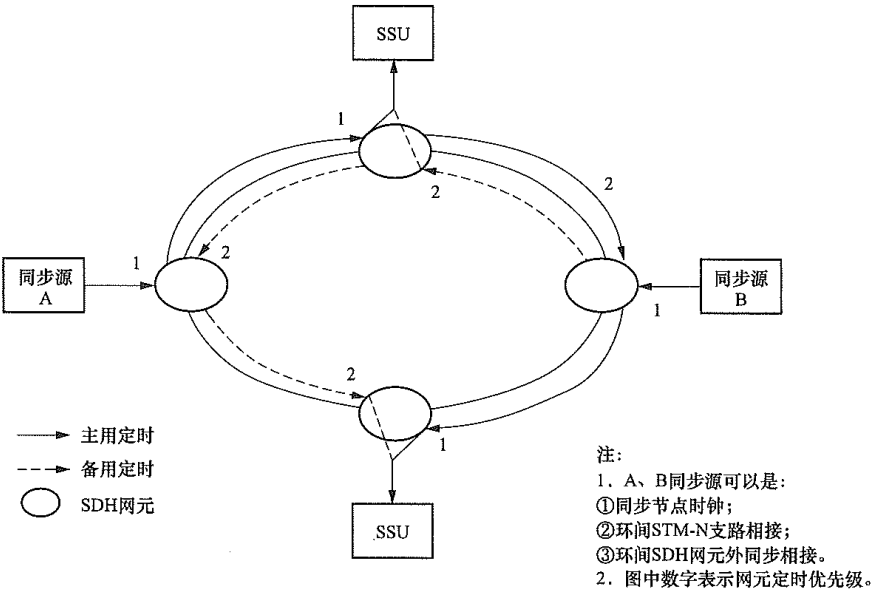 SSU
1
2
2
2
同步源
A
1
1
同步源
B
2
1
主用定时
备用定时
SDH网元
SSU
注：
1．A、B同步源可以是：
①同步节点时钟；
②环间STM-N支路相接；
③环间SDH网元外同步相接。
2．图中数字表示网元定时优先级。